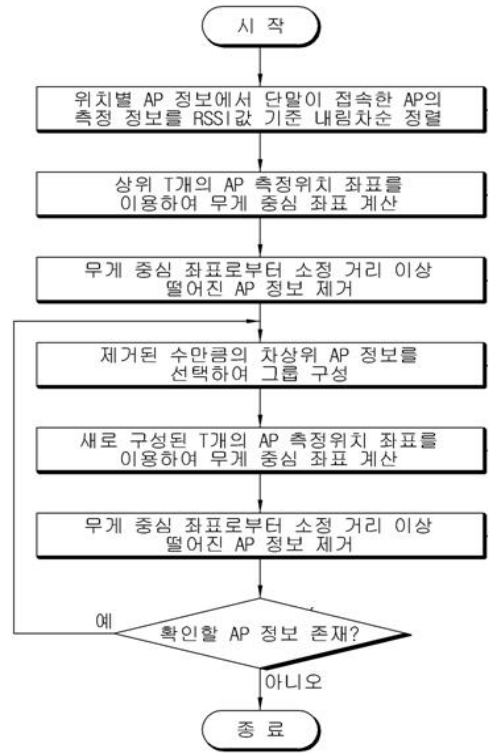 시 작
위치별 AP 정보에서 단말이 접속한 AP의
측정 정보를 RSSI값 기준 내림차순 정렬
상위 T개의 AP 측정위치 좌표를
이용하여 무게 중심 좌표 계산
무게 중심 좌표로부터 소정 거리 이상
떨어진 AP 정보 제거
제거된 수만큼의 차상위 AP 정보를
선택하여 그룹 구성
새로 구성된 T개의 AP 측정위치 좌표를
이용하여 무게 중심 좌표 계산
무게 중심 좌표로부터 소정 거리 이상
떨어진 AP 정보 제거
예
확인할 AP 정보 존재?
아니오
종 료